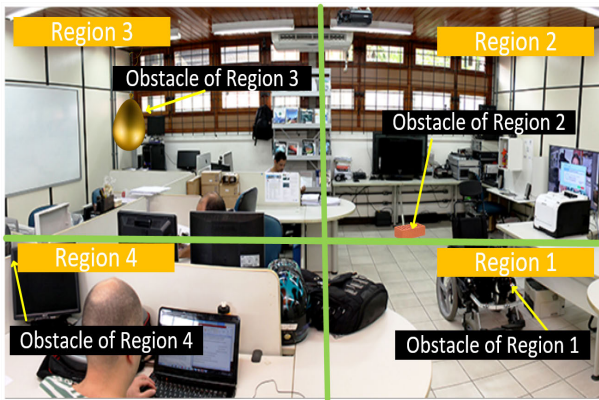 Region 3
Region 2
Obstacle of Region 3
Obstacle of Region 2
Region 4
Region 1
Obstacle of Region 4
Obstacle of Region 1